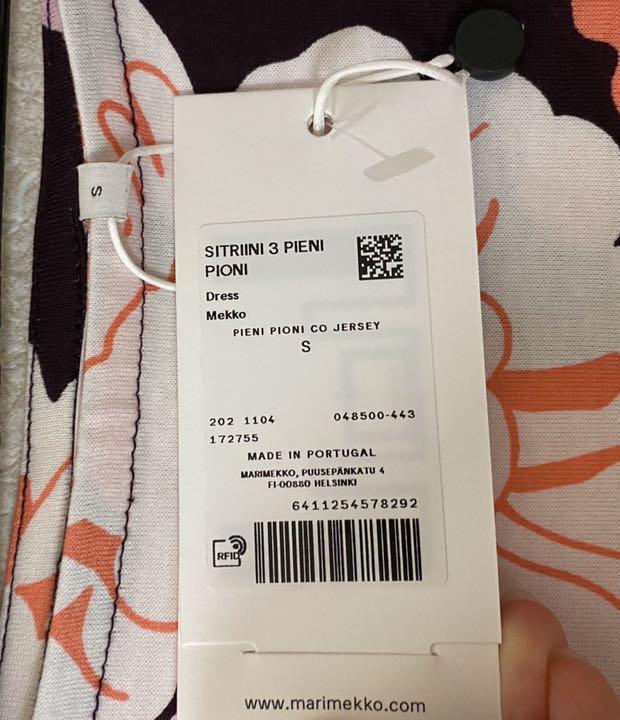 S
SITRIINI 3 PIENI
PIONI
Dress
Mekko
PIENI PIONI CO JERSEY
S
202 1104 048500-443
172755
MADE IN PORTUGAL
MARIMEKKO, PUUSEPÄNKATU 4
FI-00880 HELSINKI
6411254578292
RFID
www.marimekko.com